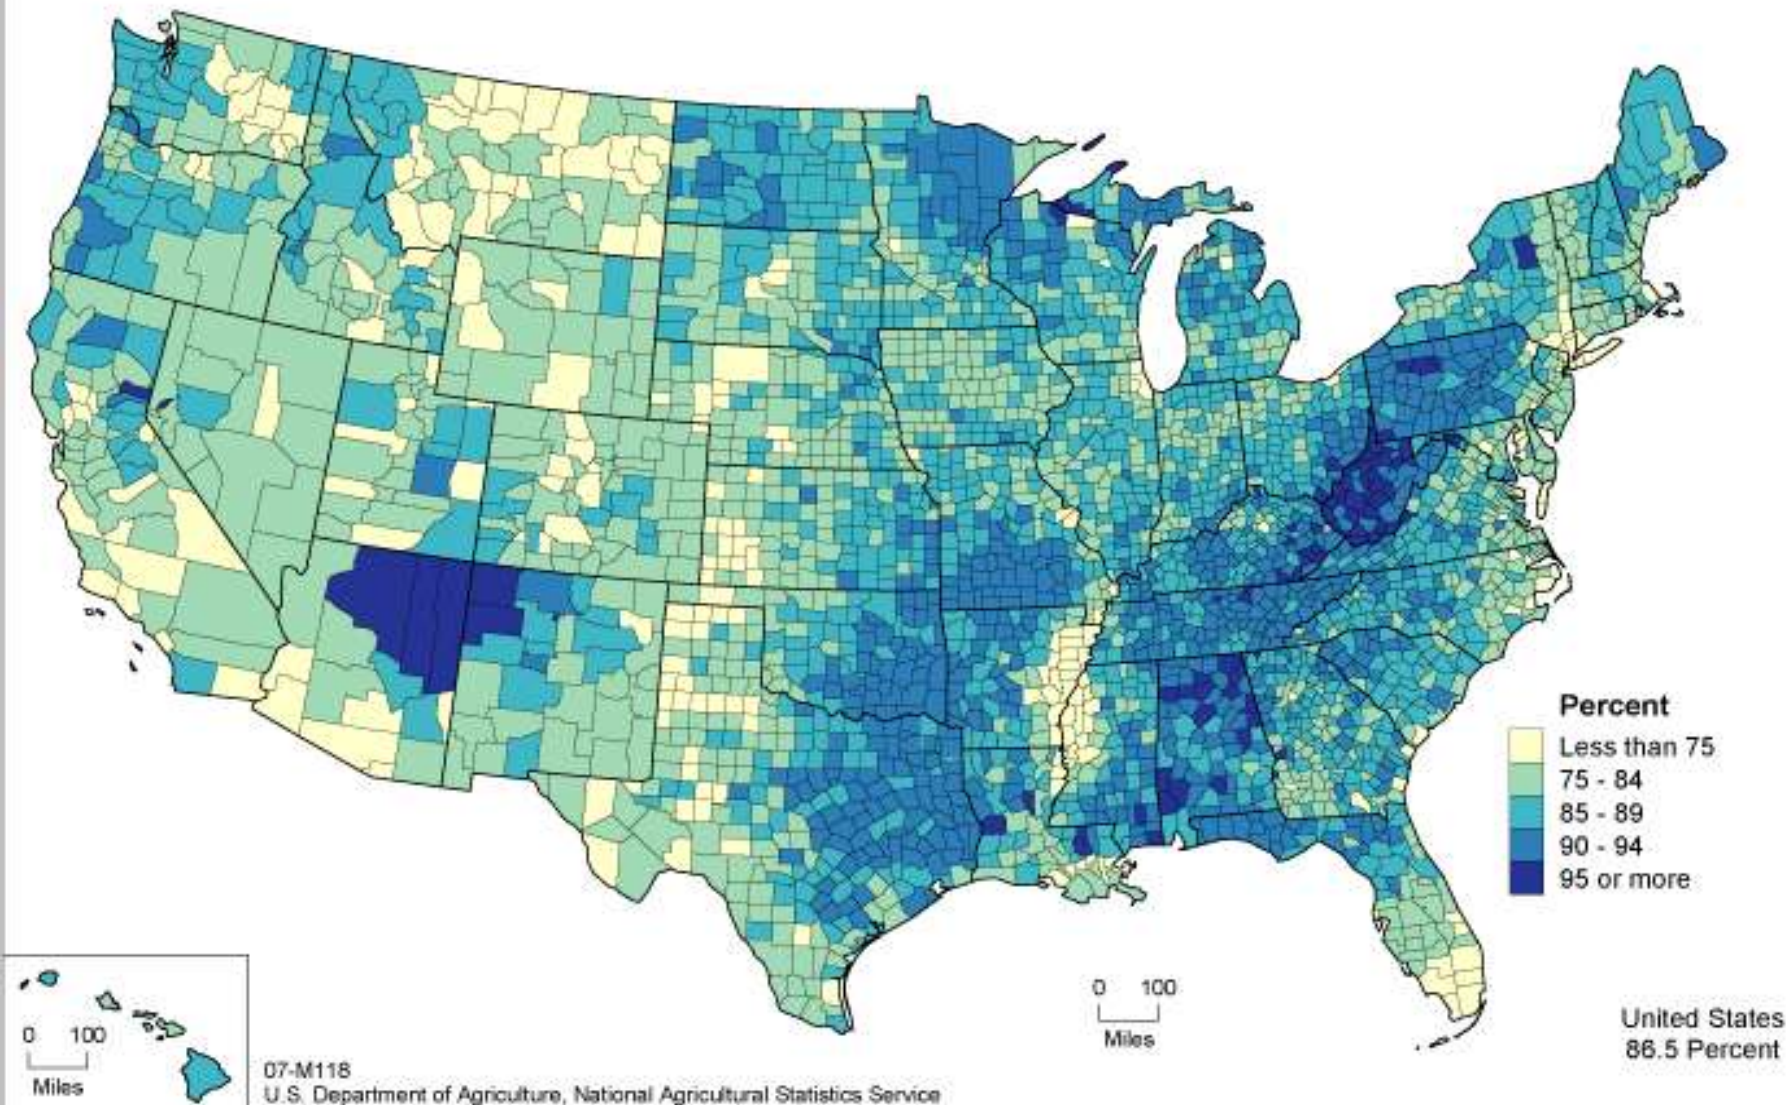 Percent
Less than 75
75 - 84
85 - 89
90 - 94
95 or more
0 100
Miles
0 100
Miles
United States
86.5 Percent
07-M118
U.S. Department of Agriculture, National Agricultural Statistics Service